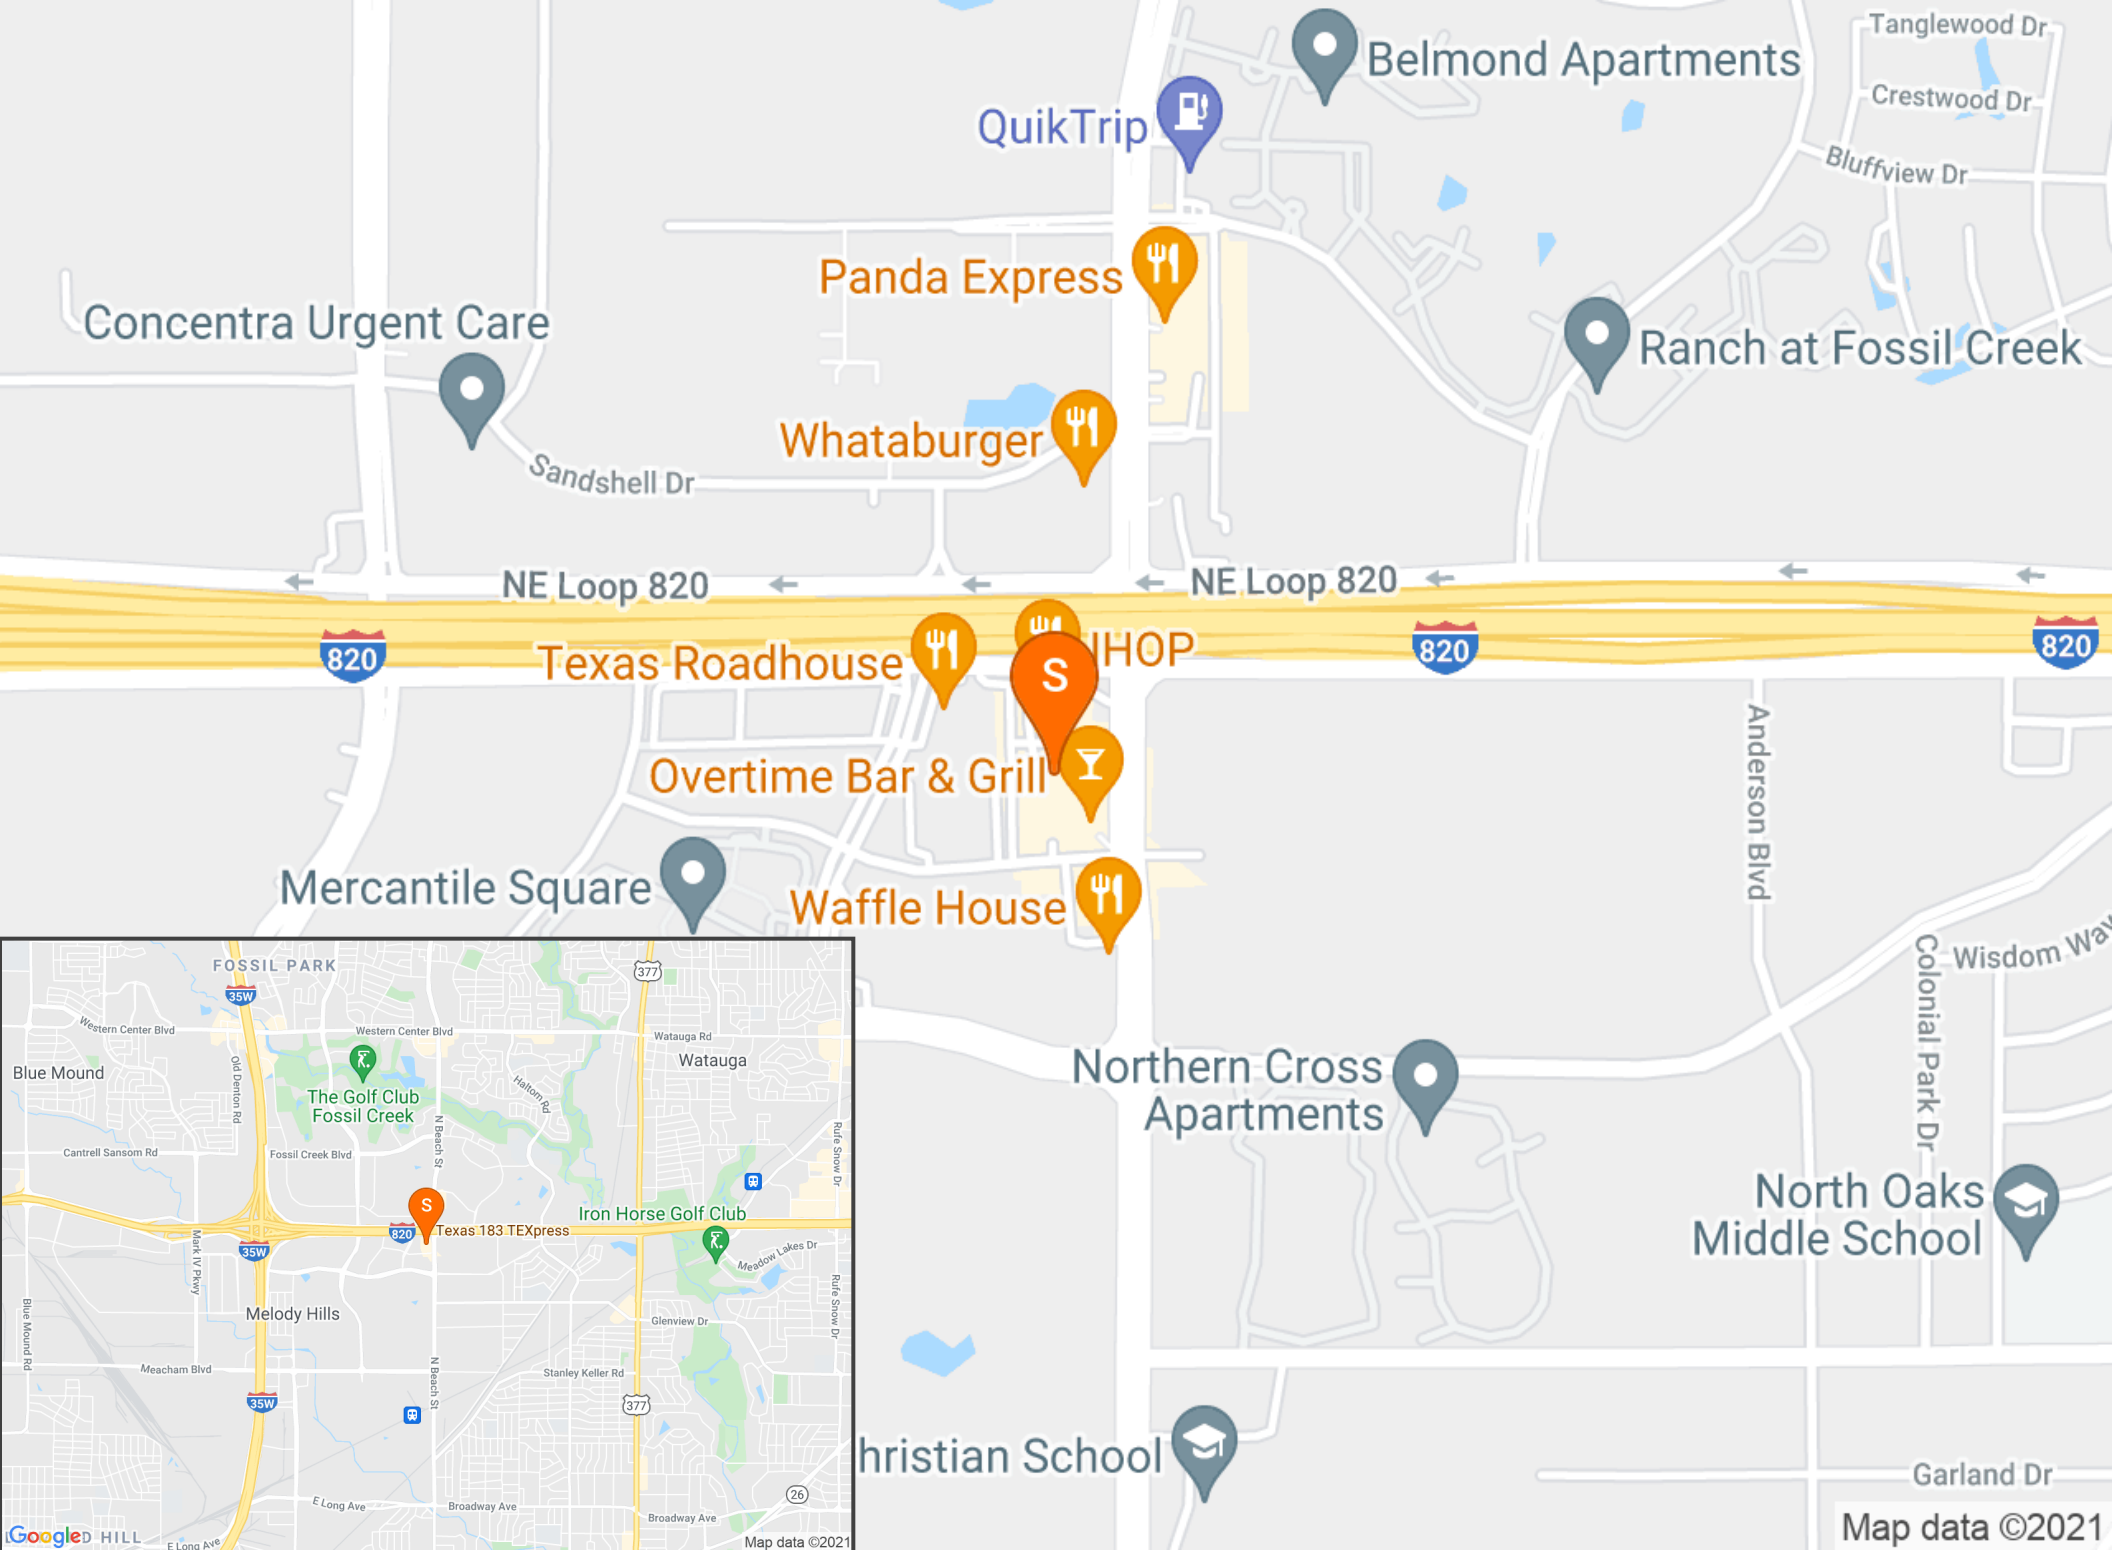 Tanglewood Dr
Belmond Apartments
Crestwood Dr
QuikTrip
Bluffview Dr
Panda Express
Concentra Urgent Care
Ranch at Fossil Creek
Whataburger
Sandshell Dr
NE Loop 820
NE Loop 820
IHOP
820
820
820
Texas Roadhouse
S
Overtime Bar & Grill
Anderson Blvd
Mercantile Square
Waffle House
Colonial Park Dr
Wisdom Way
Northern Cross
Apartments
North Oaks
Middle School
hristian School
Garland Dr
Map data ©2021
FOSSIL PARK
377
35W
Western Center Blvd
Western Center Blvd
Watauga Rd
Watauga
Blue Mound
Old Denton Rd
Haltom Rd
The Golf Club
Fossil Creek
N Beach St
Rufe Snow Dr
Cantrell Sansom Rd
Fossil Creek Blvd
S
Iron Horse Golf Club
820
Texas 183 TEXpress
35W
Mark IV Pkwy
Meadow Lakes Dr
Rufe Snow Dr
Melody Hills
Blue Mound Rd
Glenview Dr
Meacham Blvd
N Beach St
Stanley Keller Rd
35W
377
26
E Long Ave
Broadway Ave
Broadway Ave
Google
D HILL
E Long Ave
Map data ©2021